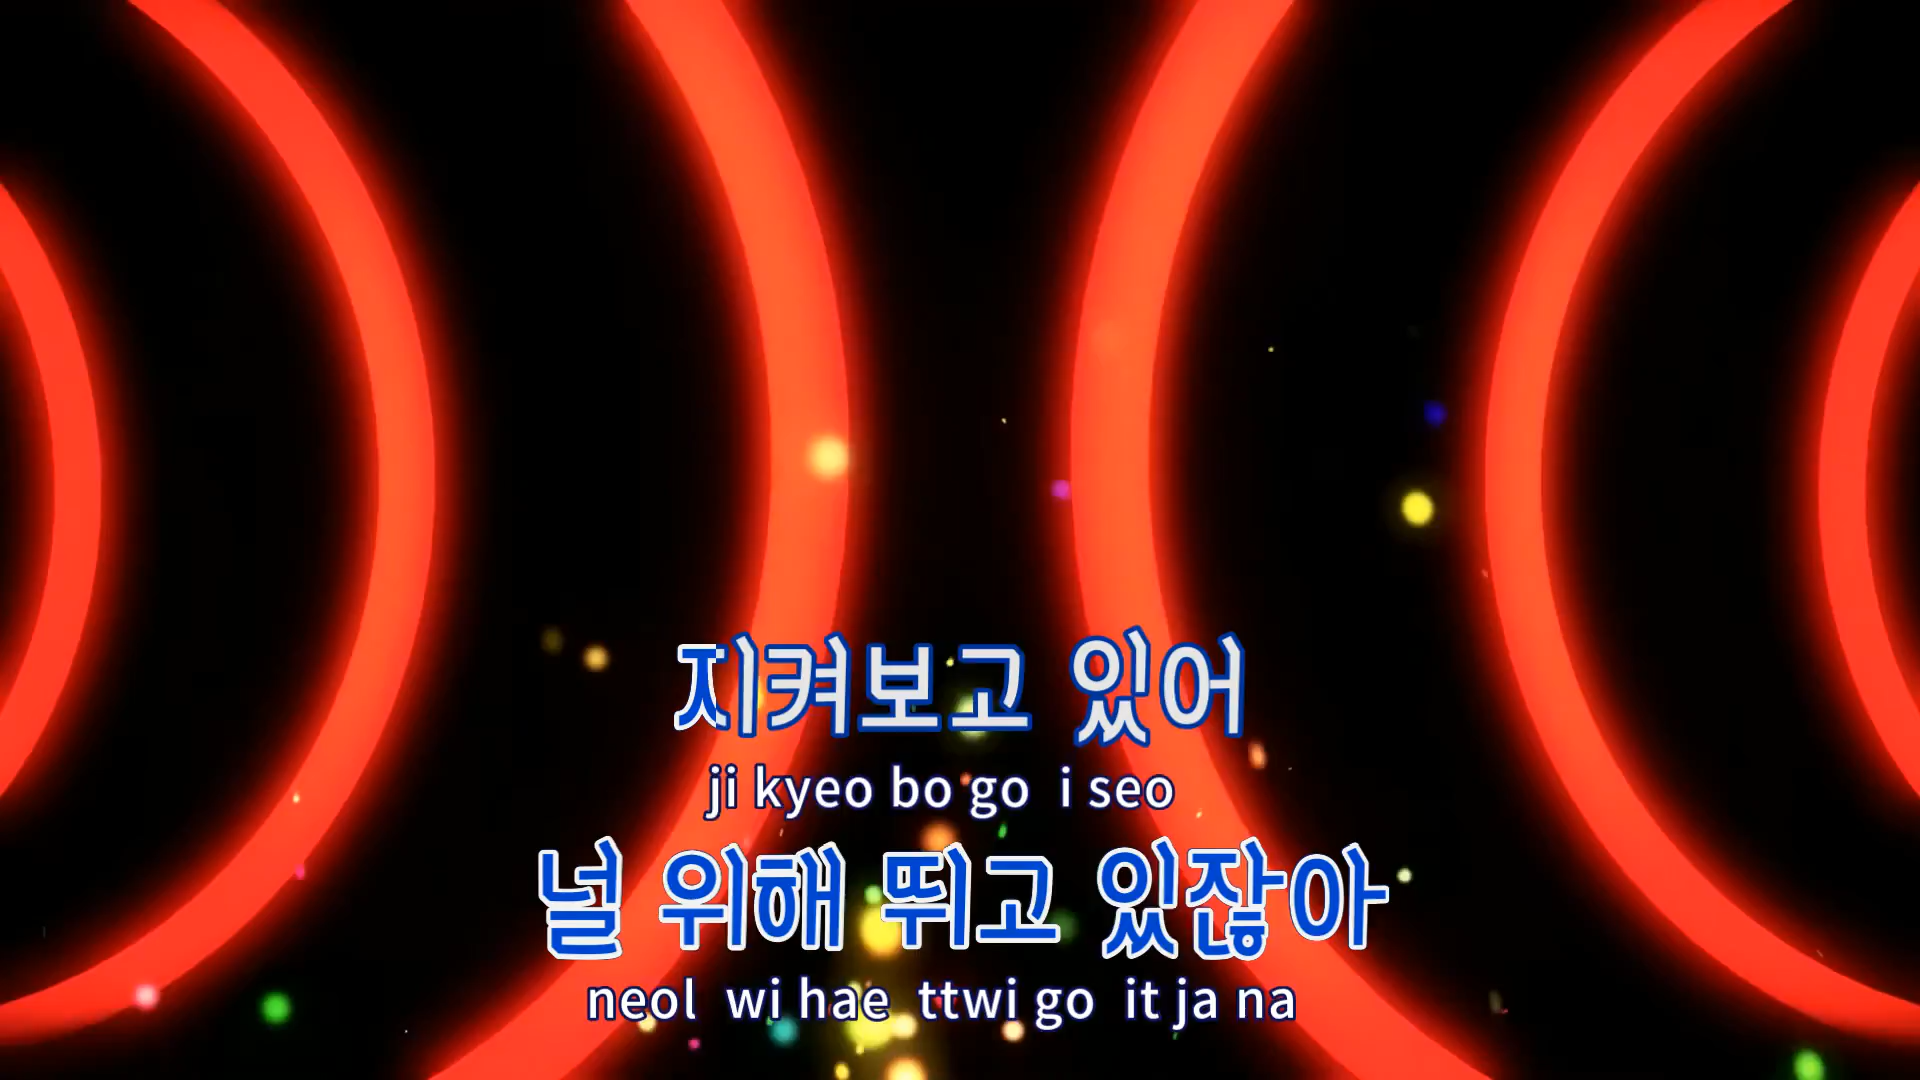 지켜보고 있어
ji kyeo bo go i seo
널 위해 뛰고 있잖아
neol wi hae ttwi go it ja na